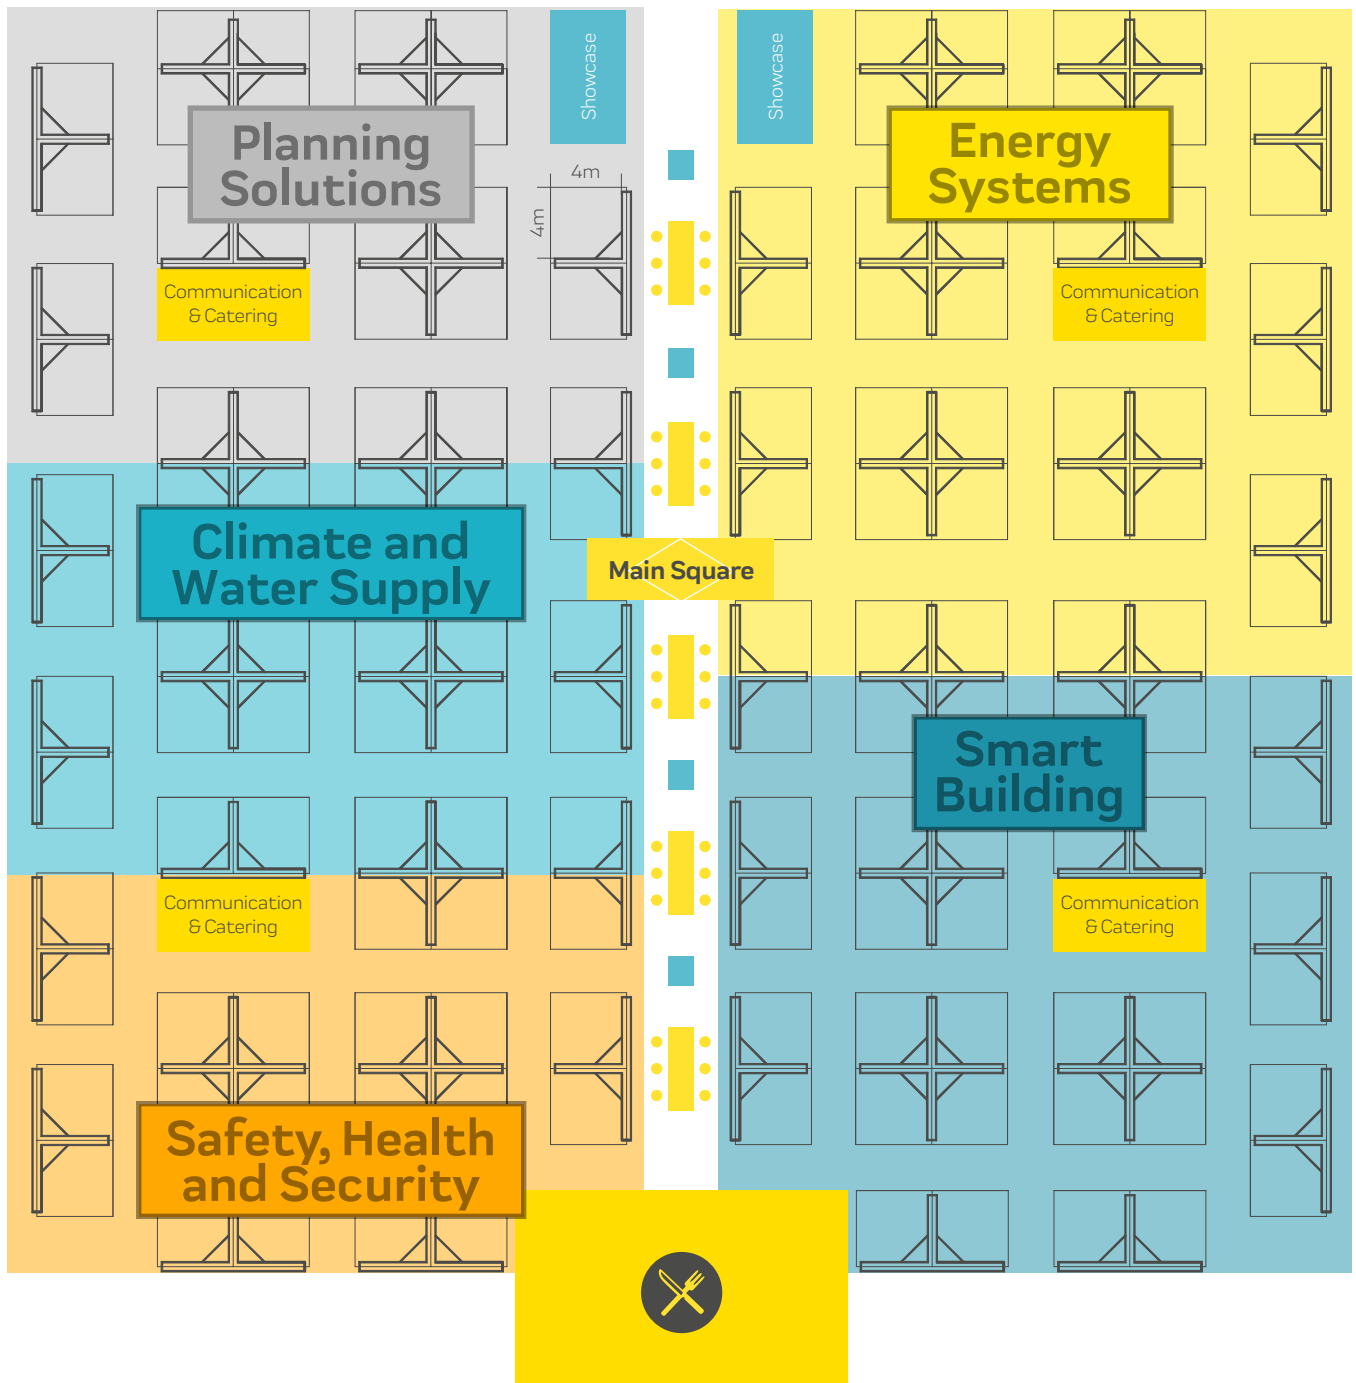 Showcase
Showcase
Planning
Solutions
Energy
Systems
4m
4m
Communication
& Catering
Communication
& Catering
Climate and
Water Supply
Main Square
Smart
Building
Communication
& Catering
Communication
& Catering
Safety, Health
and Security